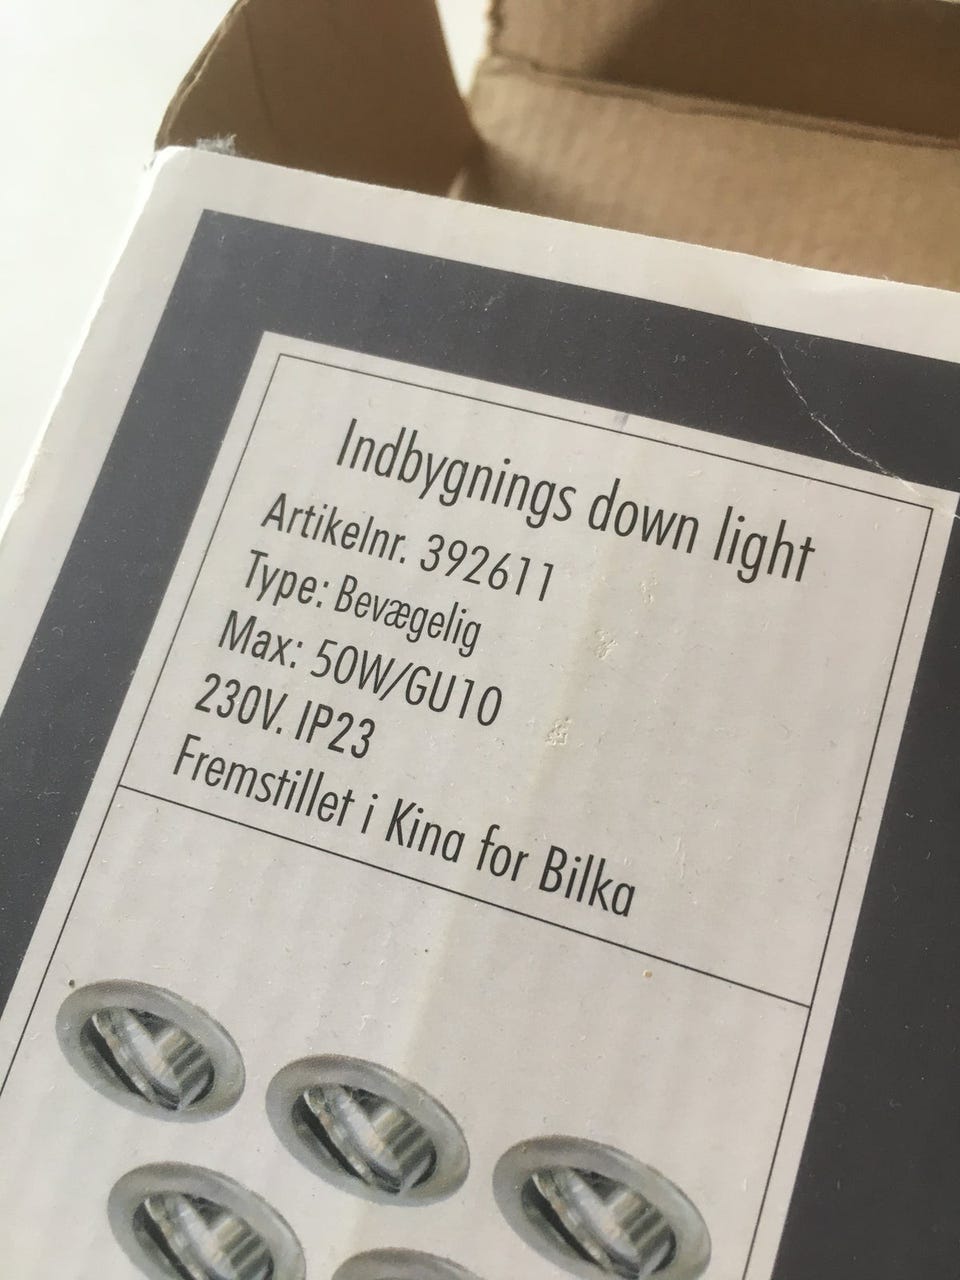 Indbygnings down light
Artikelnr. 392611
Type: Bevægelig
Max: 50W/GU10
230V. IP23
Fremstillet i Kina for Bilka